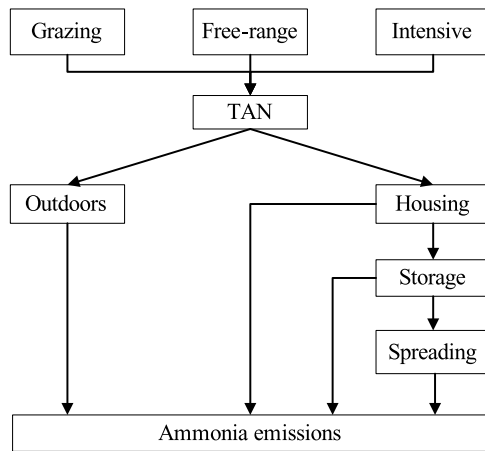 Grazing
Free-range
Intensive
TAN
Outdoors
Housing
Storage
Spreading
Ammonia emissions